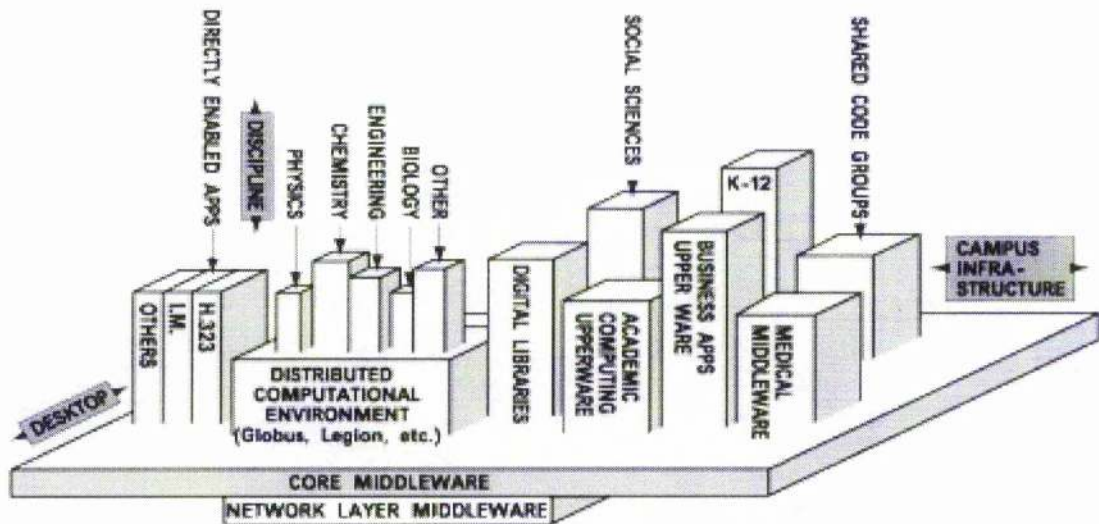 DIRECTLY ENABLED APPS
DISCIPLINE
PHYSICS
CHEMISTRY
ENGINEERING
BIOLOGY
OTHER
SOCIAL SCIENCES
SHARED CODE GROUPS
K-12
CAMPUS
INFRA-
STRUCTURE
OTHERS
I.M.
H.323
DIGITAL LIBRARIES
ACADEMIC
COMPUTING
UPPERWARE
BUSINESS APPS
UPPER WARE
MEDICAL
MIDDLEWARE
DESKTOP
DISTRIBUTED
COMPUTATIONAL
ENVIRONMENT
(Globus, Legion, etc.)
CORE MIDDLEWARE
NETWORK LAYER MIDDLEWARE